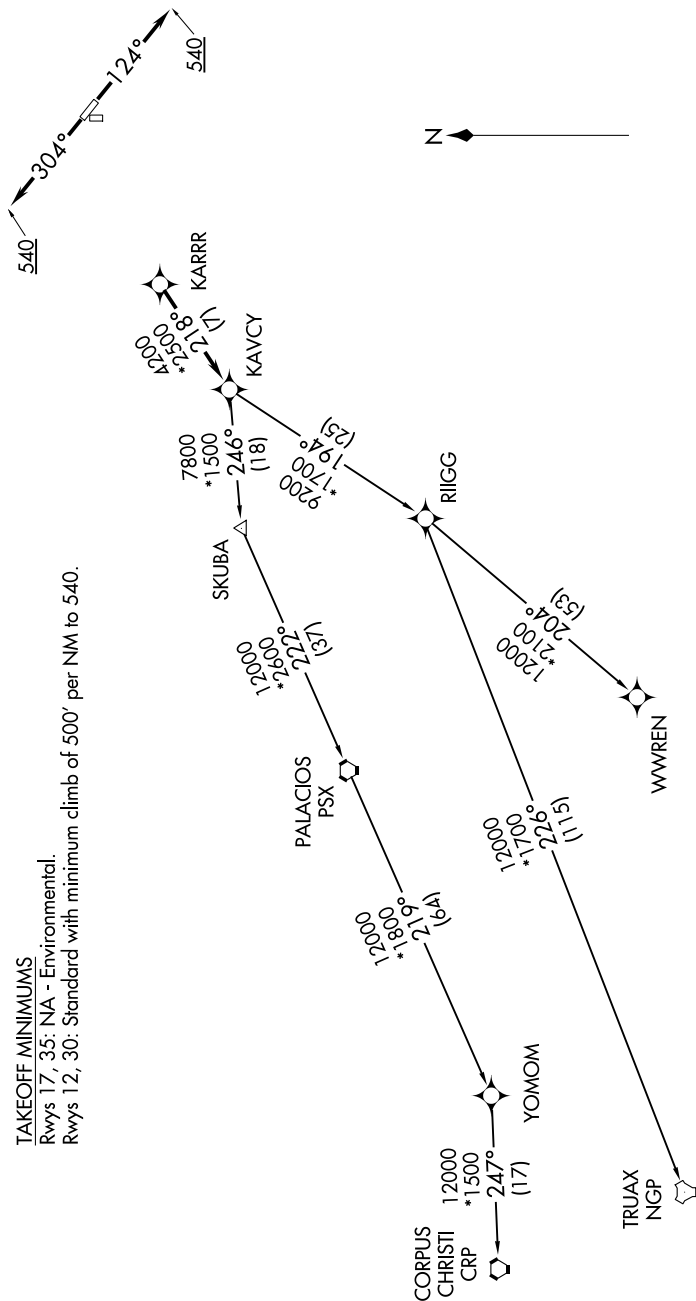 TAKEOFF MINIMUMS
Rwys 17, 35: NA - Environmental.
Rwys 12, 30: Standard with minimum climb of 500' per NM to 540.
540
304°
124°
540
N
KARRR
4200
*2500
218°
(7)
KAVCY
7800
*1500
246°
(18)
SKUBA
9200
*1700
194°
(25)
RIIGG
12000
*2600
222°
(37)
PALACIOS
PSX
12000
*2100
204°
(53)
WWREN
12000
*1800
219°
(64)
YOMOM
12000
*1700
226°
(115)
TRUAX
NGP
12000
*1500
247°
(17)
CORPUS
CHRISTI
CRP